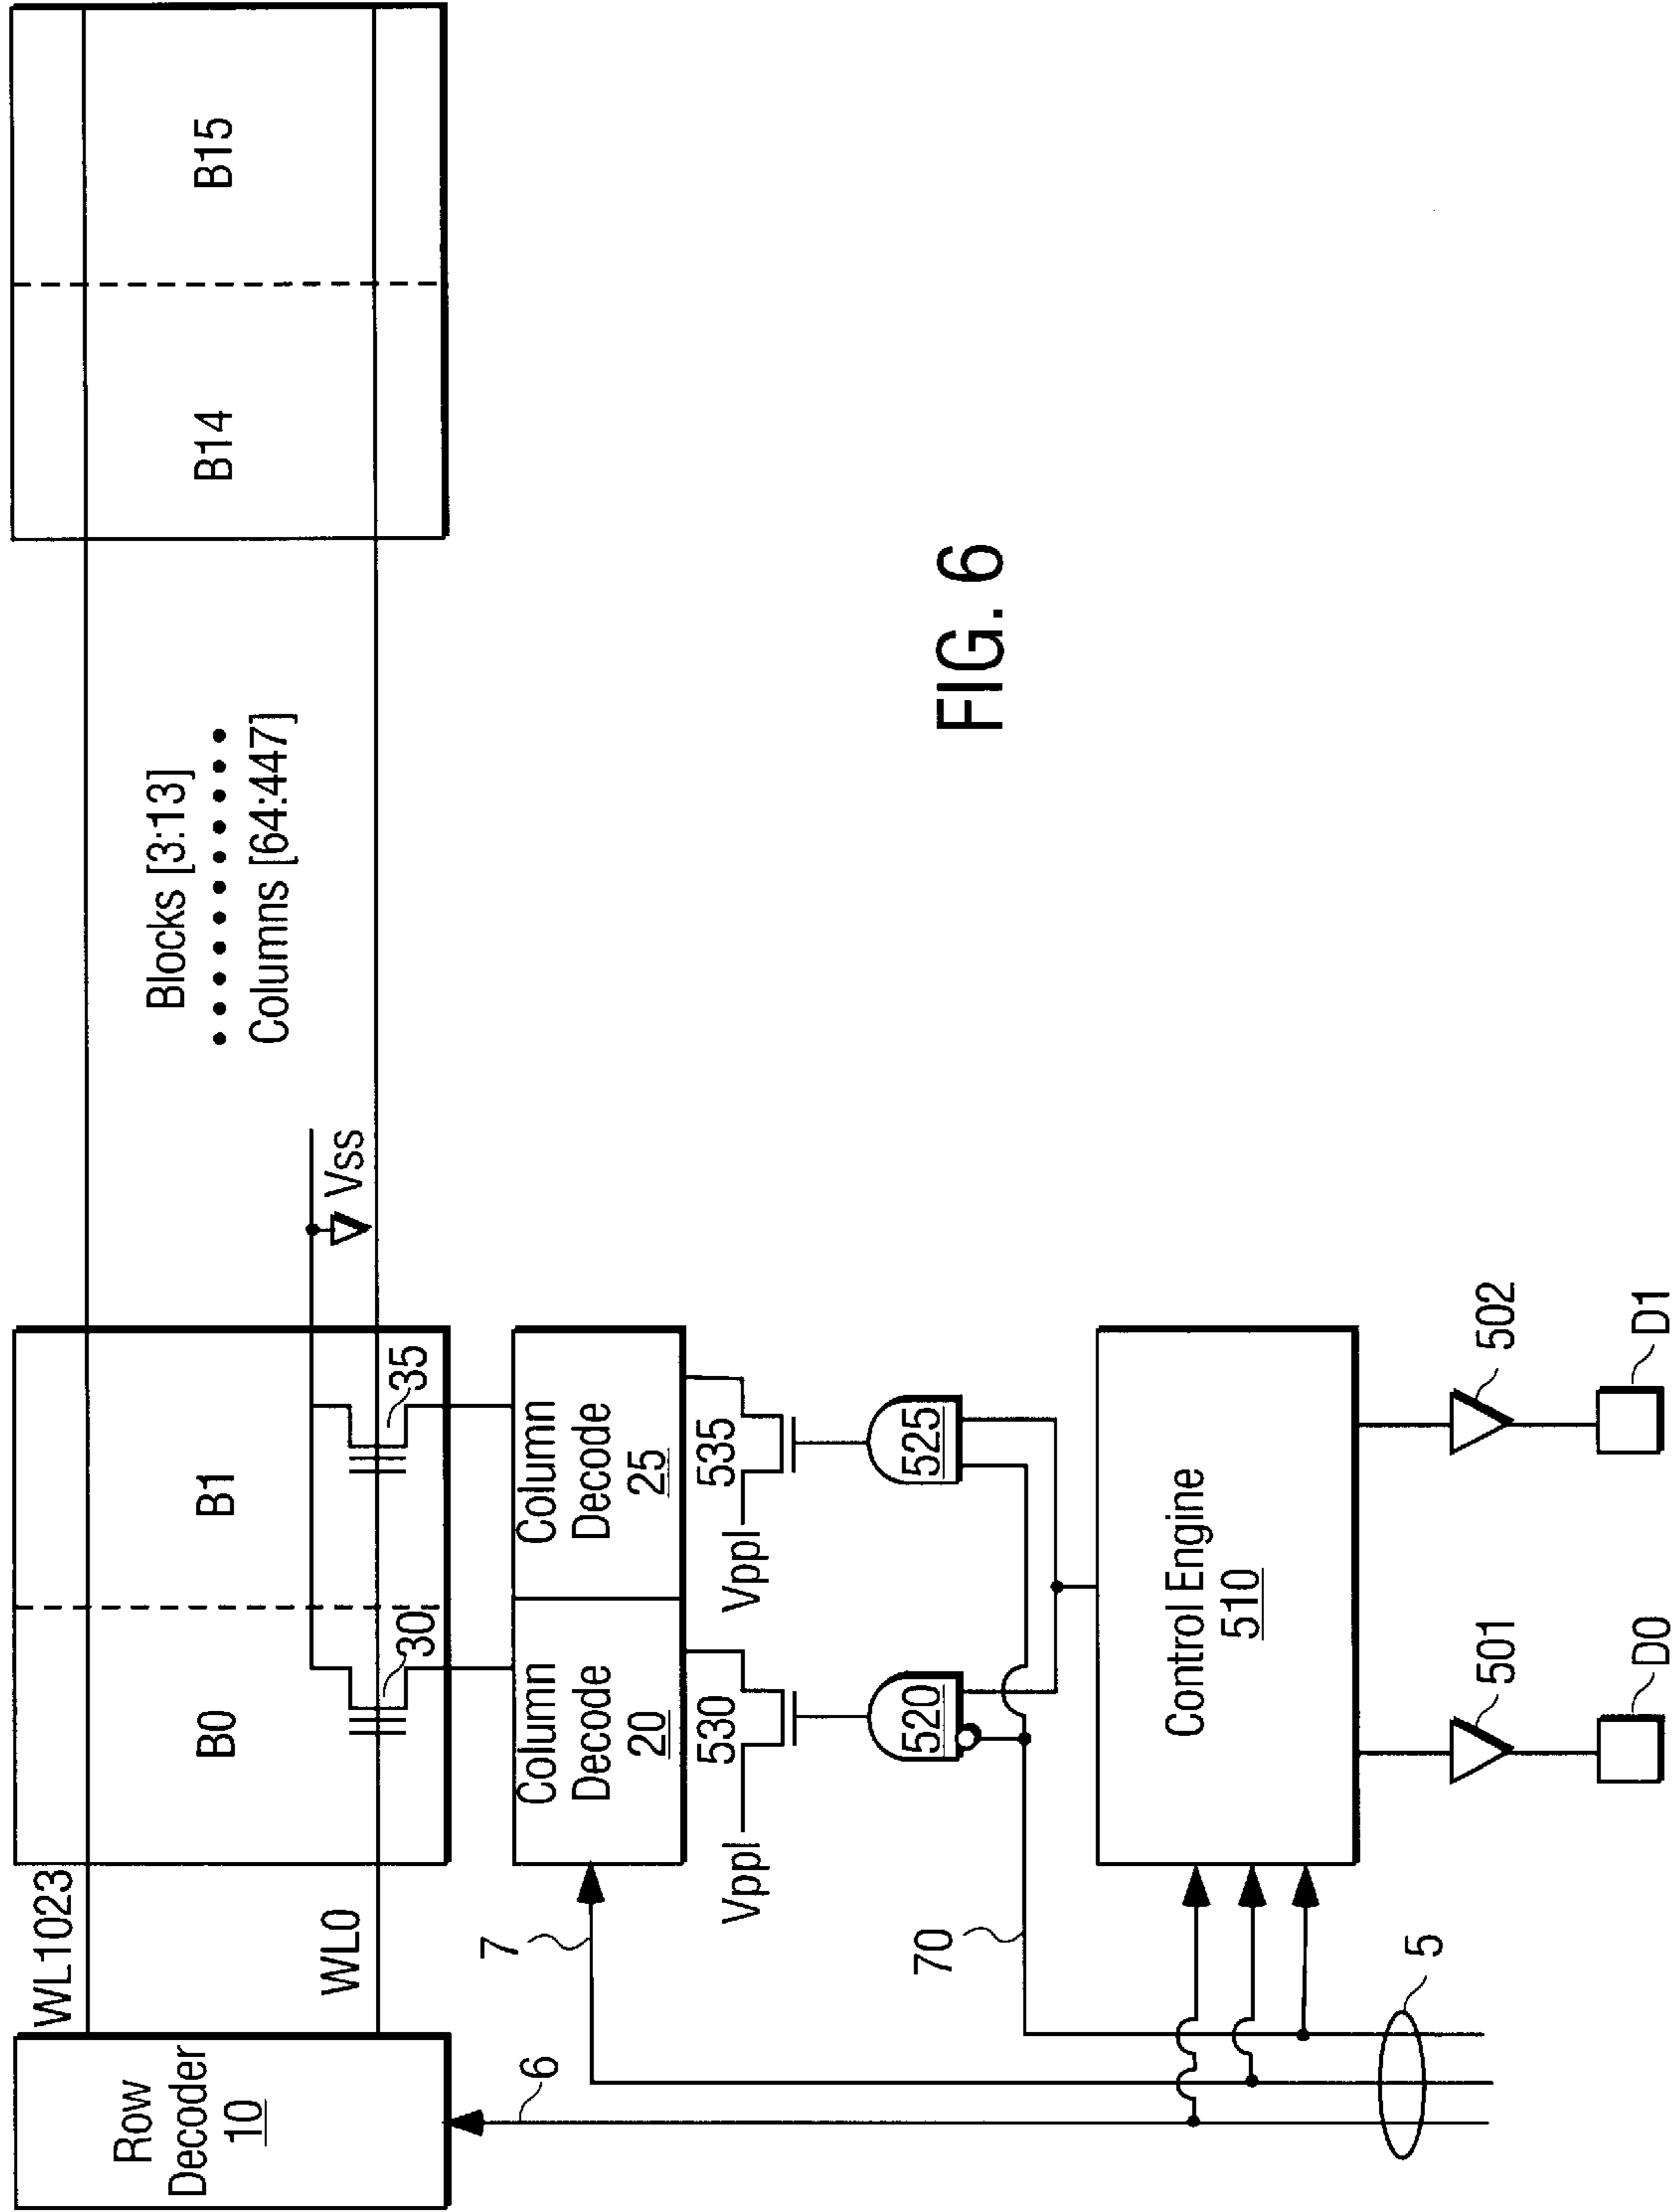 WL1023
WL0
Row
Decoder
10
B0
B1
30
35
Vss
Blocks [3:13]
Columns [64:447]
B14
B15
6
7
Column
Decode
20
Column
Decode
25
Vppl
530
Vppl
535
70
520
525
5
Control Engine
510
501
502
D0
D1
FIG. 6